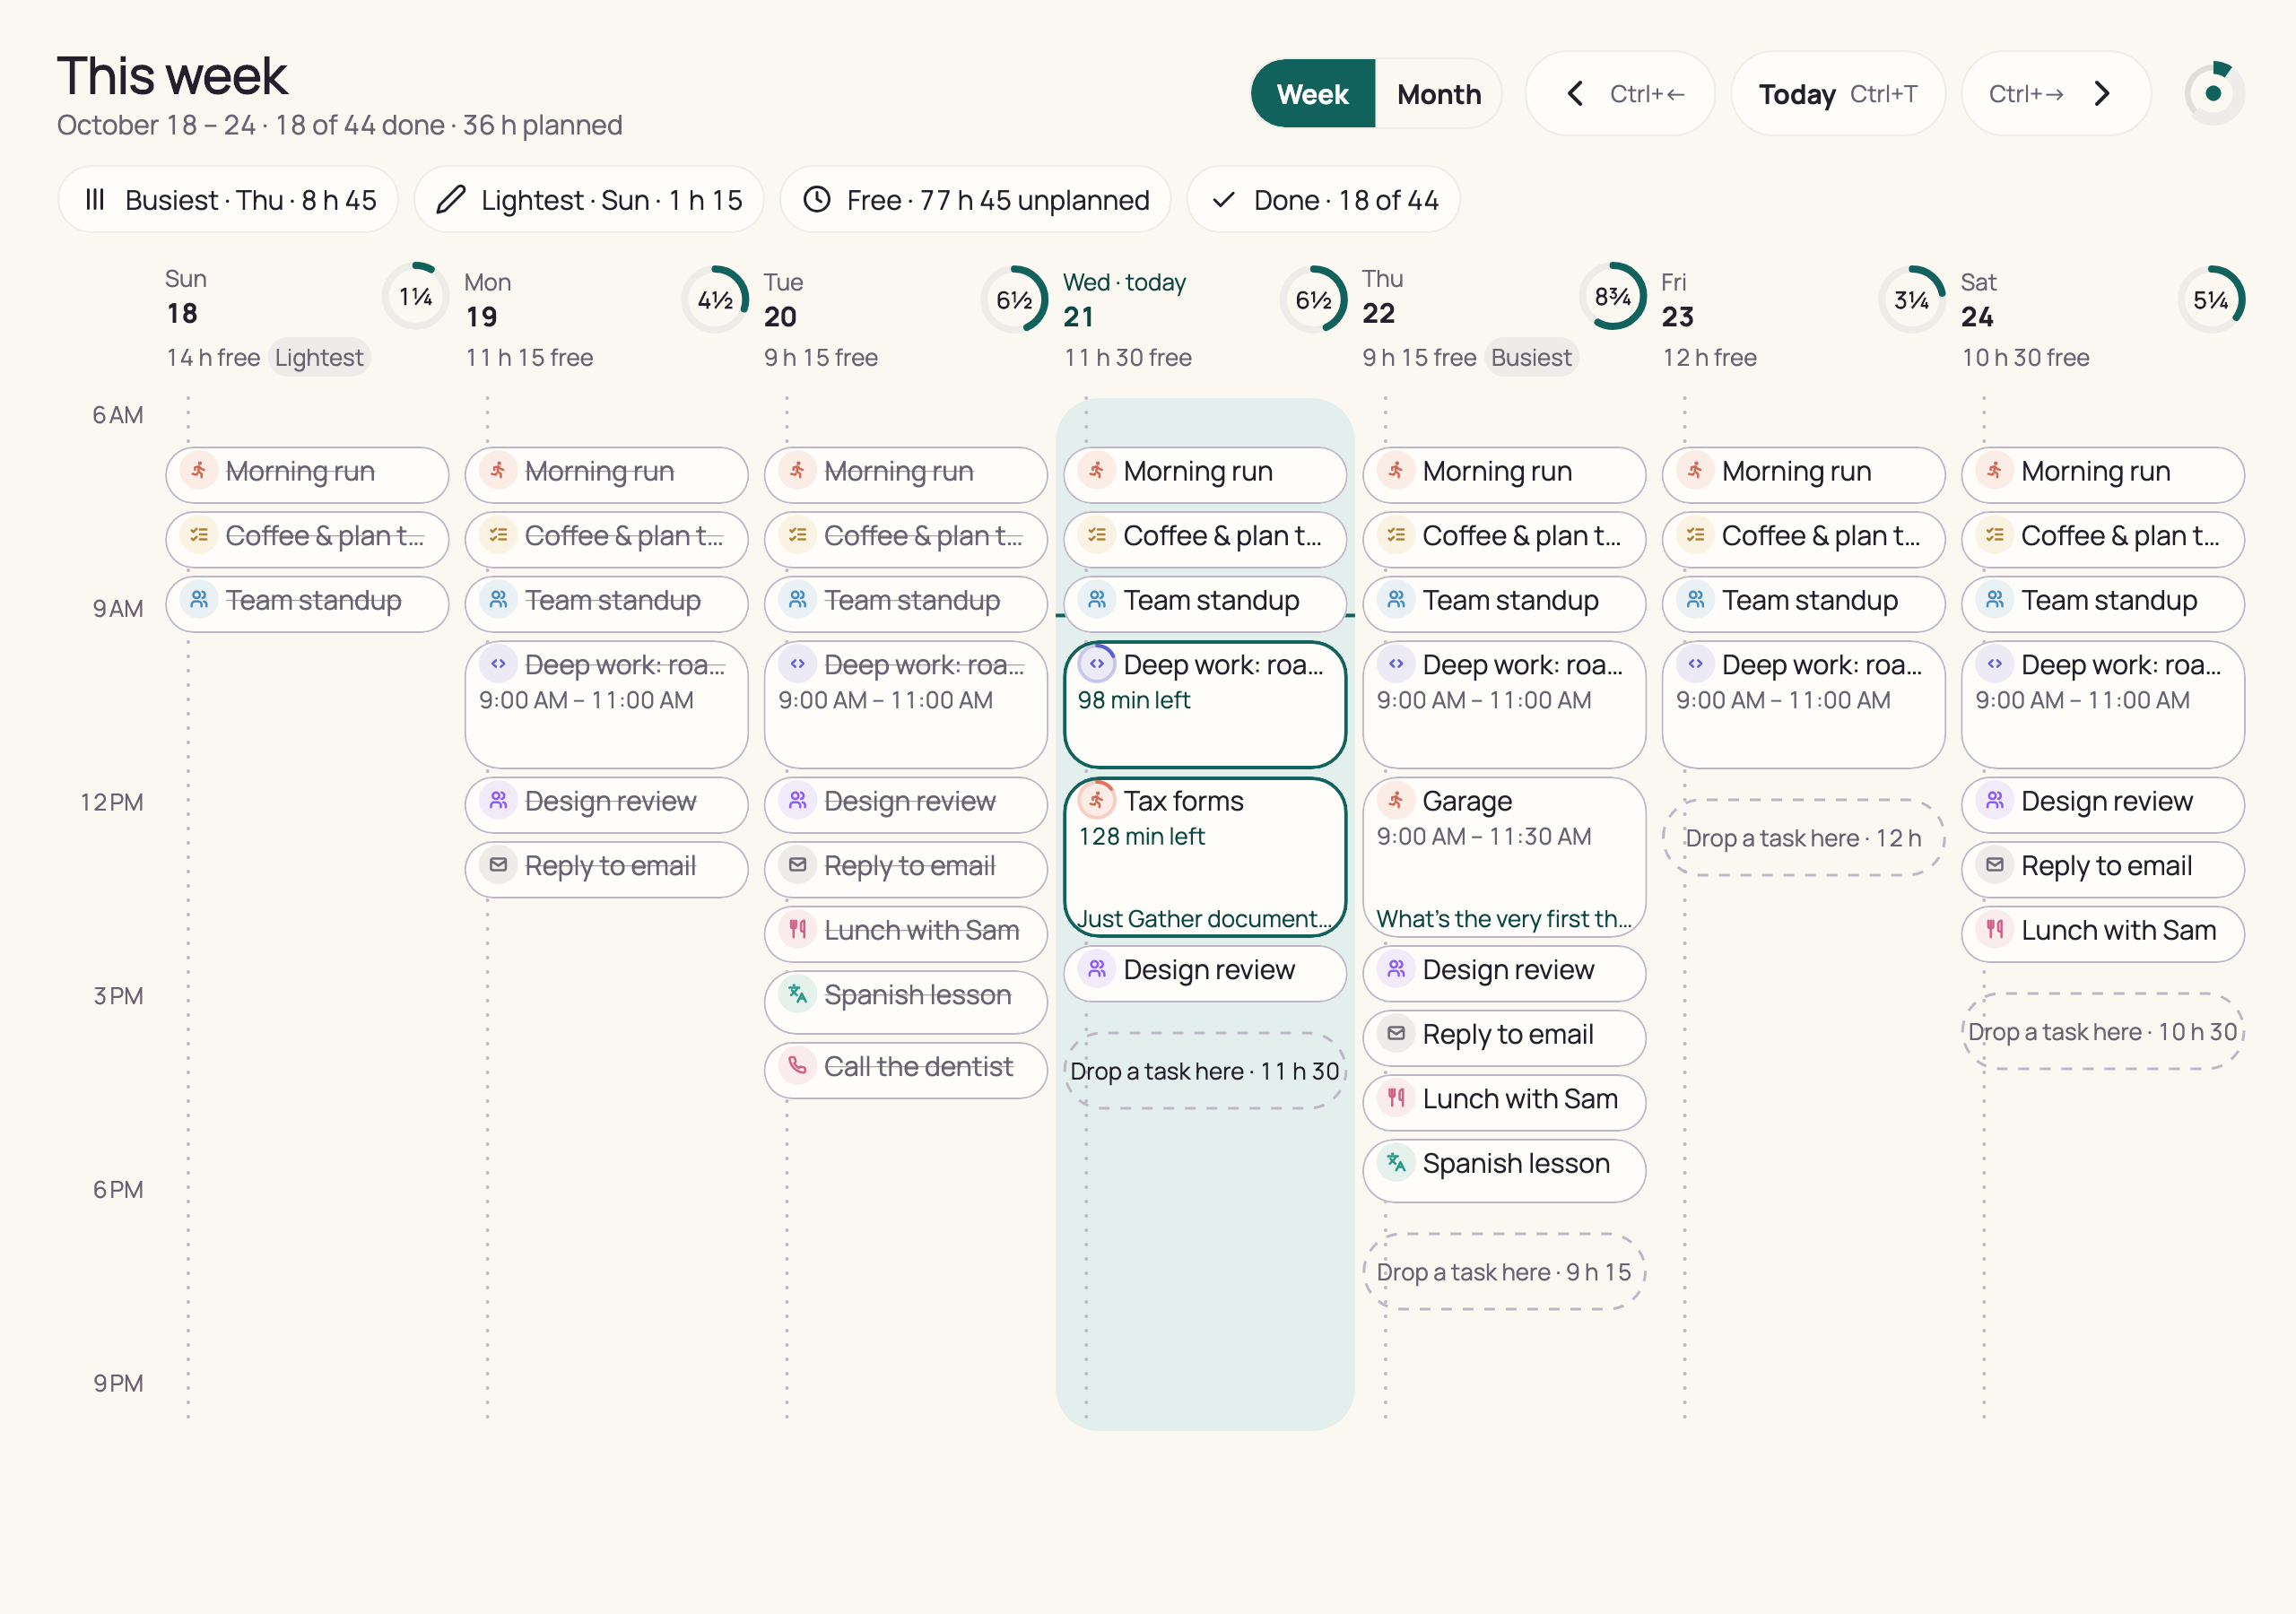 This week
October 18 – 24 · 18 of 44 done · 36 h planned
Week
Month
Ctrl+←
Today Ctrl+T
Ctrl+→
Busiest · Thu · 8 h 45
Lightest · Sun · 1 h 15
Free · 77 h 45 unplanned
Done · 18 of 44
Sun
18
1¼
14 h free Lightest
Mon
19
4½
11 h 15 free
Tue
20
6½
9 h 15 free
Wed · today
21
6½
11 h 30 free
Thu
22
8¾
9 h 15 free Busiest
Fri
23
3¼
12 h free
Sat
24
5¼
10 h 30 free
6 AM
9 AM
12 PM
3 PM
6 PM
9 PM
Morning run
Coffee & plan t...
Team standup
Morning run
Coffee & plan t...
Team standup
Deep work: roa...
9:00 AM – 11:00 AM
Design review
Reply to email
Morning run
Coffee & plan t...
Team standup
Deep work: roa...
9:00 AM – 11:00 AM
Design review
Reply to email
Lunch with Sam
Spanish lesson
Call the dentist
Morning run
Coffee & plan t...
Team standup
Deep work: roa...
98 min left
Tax forms
128 min left
Just Gather document...
Design review
Drop a task here · 11 h 30
Morning run
Coffee & plan t...
Team standup
Deep work: roa...
9:00 AM – 11:00 AM
Garage
9:00 AM – 11:30 AM
What's the very first th...
Design review
Reply to email
Lunch with Sam
Spanish lesson
Drop a task here · 9 h 15
Morning run
Coffee & plan t...
Team standup
Deep work: roa...
9:00 AM – 11:00 AM
Drop a task here · 12 h
Morning run
Coffee & plan t...
Team standup
Deep work: roa...
9:00 AM – 11:00 AM
Design review
Reply to email
Lunch with Sam
Drop a task here · 10 h 30